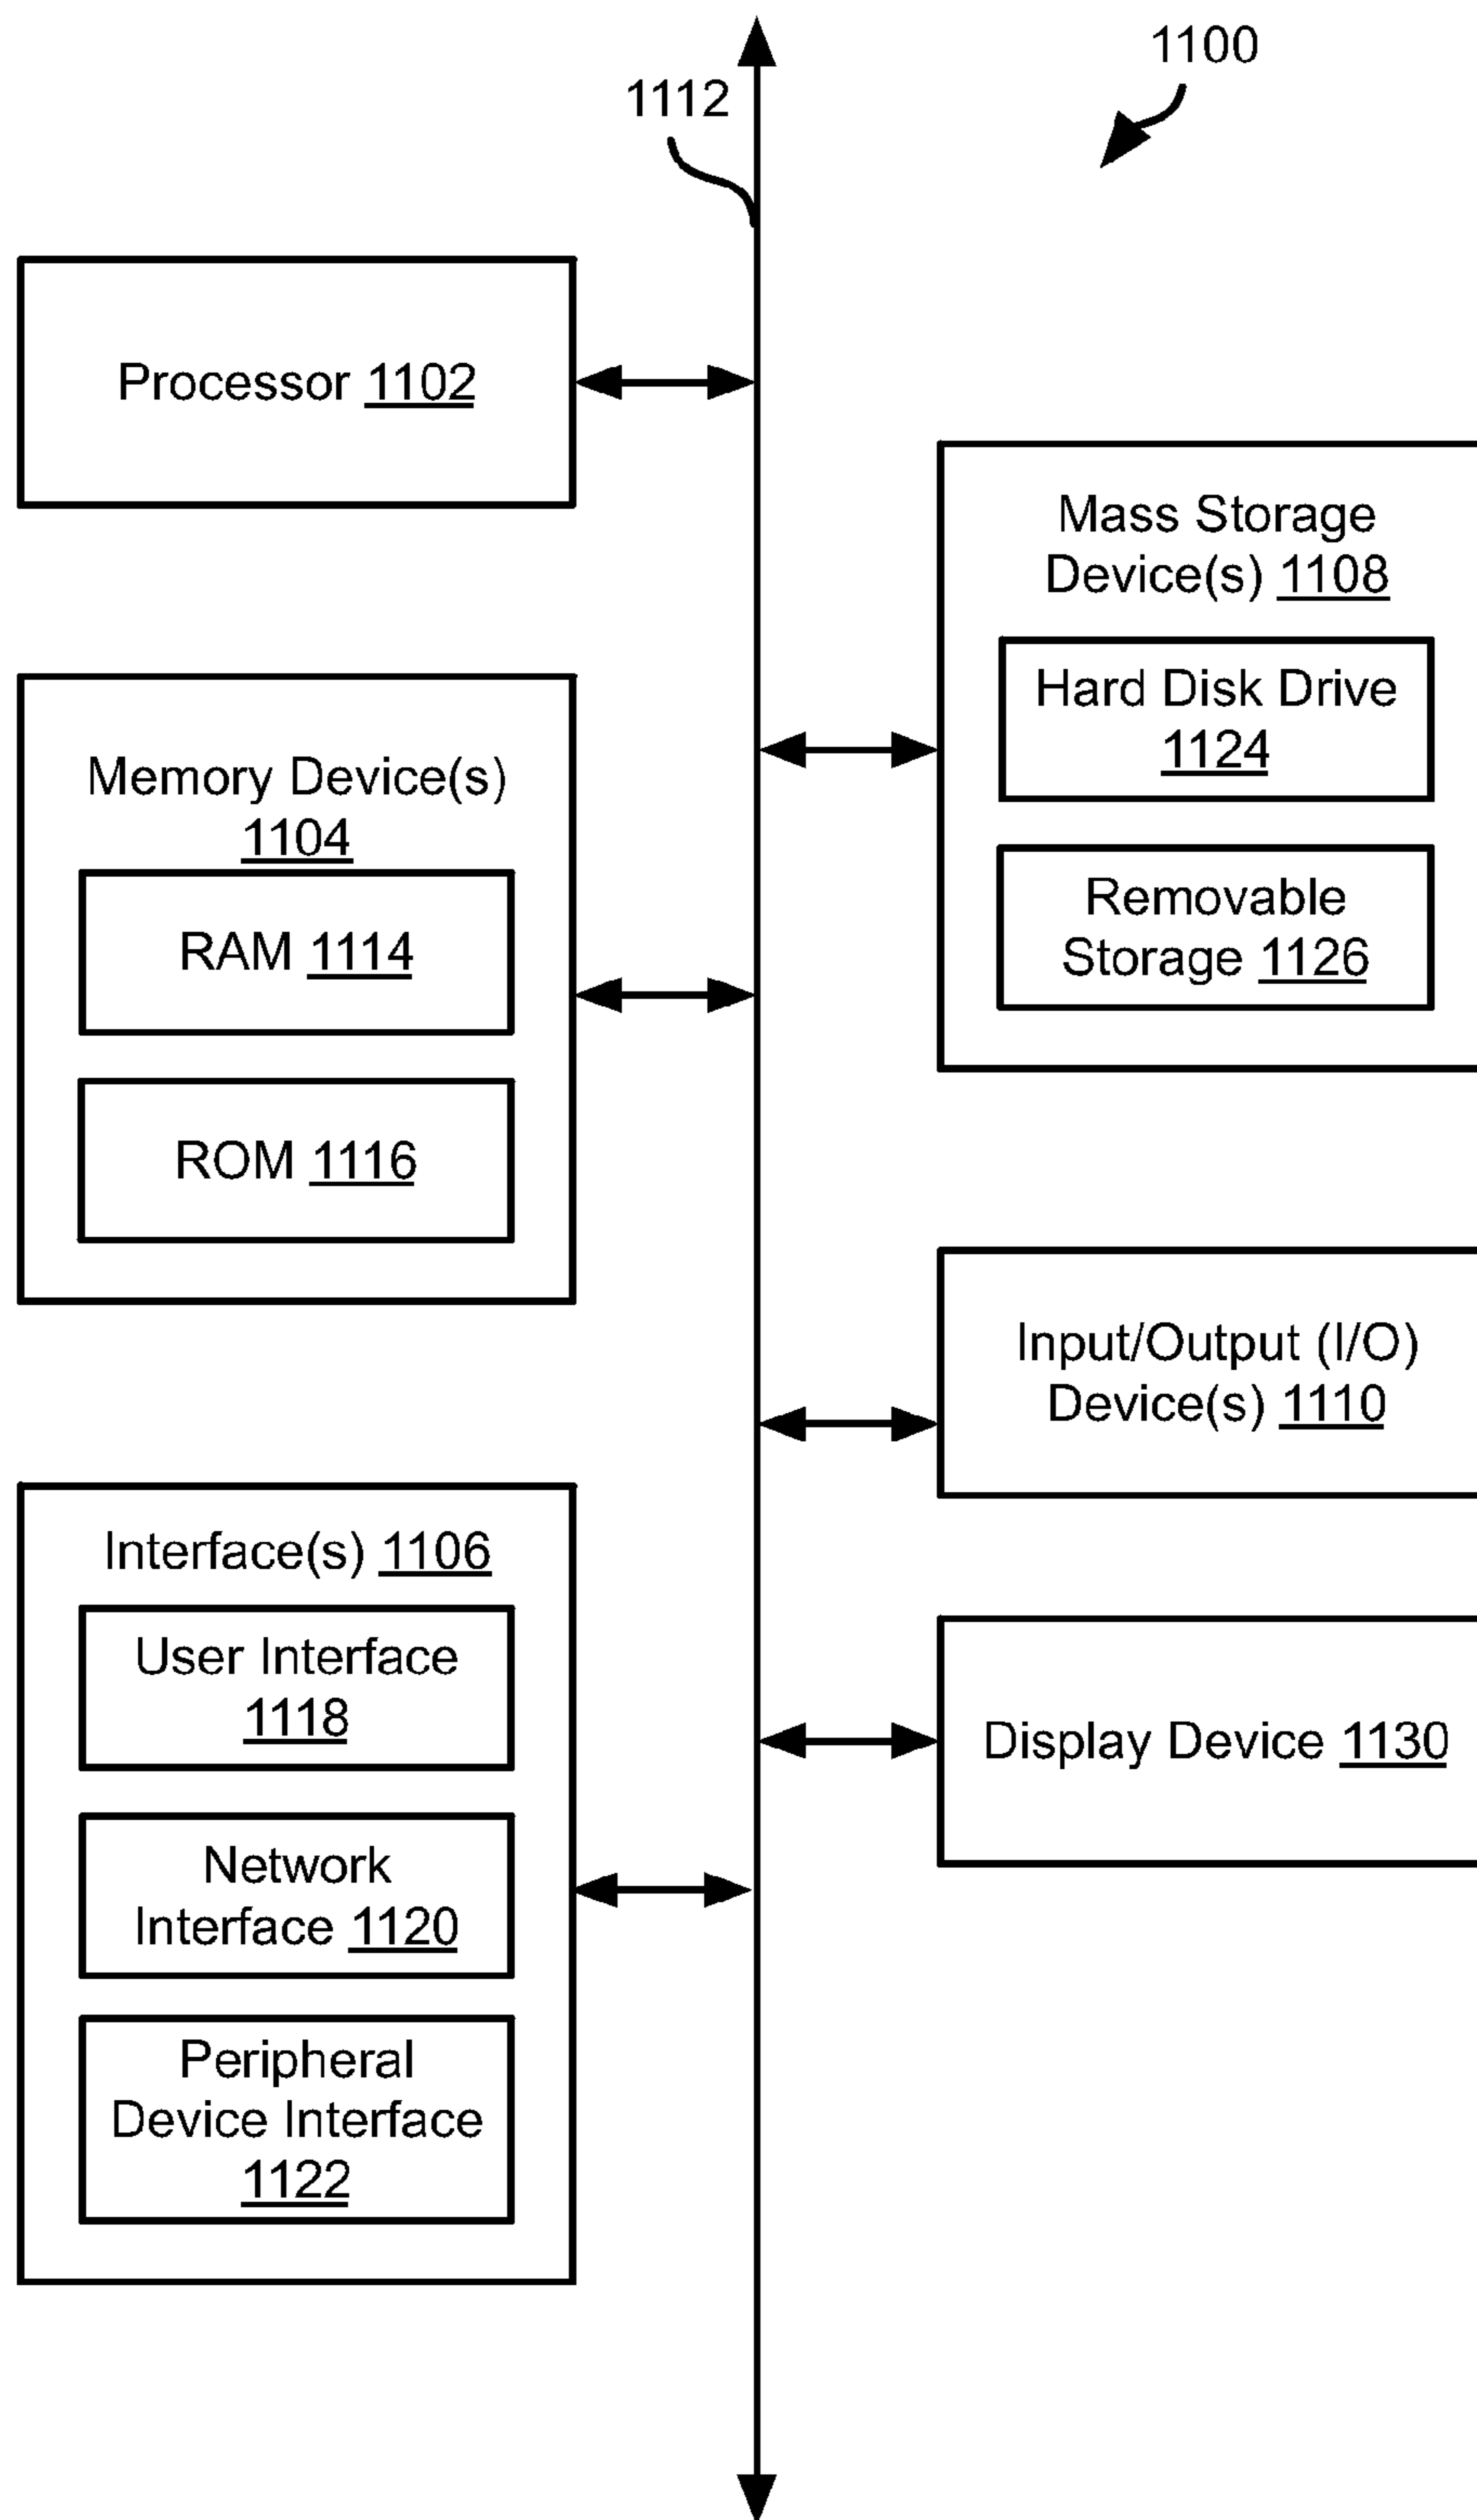 1100
1112
Processor 1102
Mass Storage
Device(s) 1108
Hard Disk Drive
1124
Removable
Storage 1126
Memory Device(s)
1104
RAM 1114
ROM 1116
Input/Output (I/O)
Device(s) 1110
Interface(s) 1106
User Interface
1118
Network
Interface 1120
Peripheral
Device Interface
1122
Display Device 1130